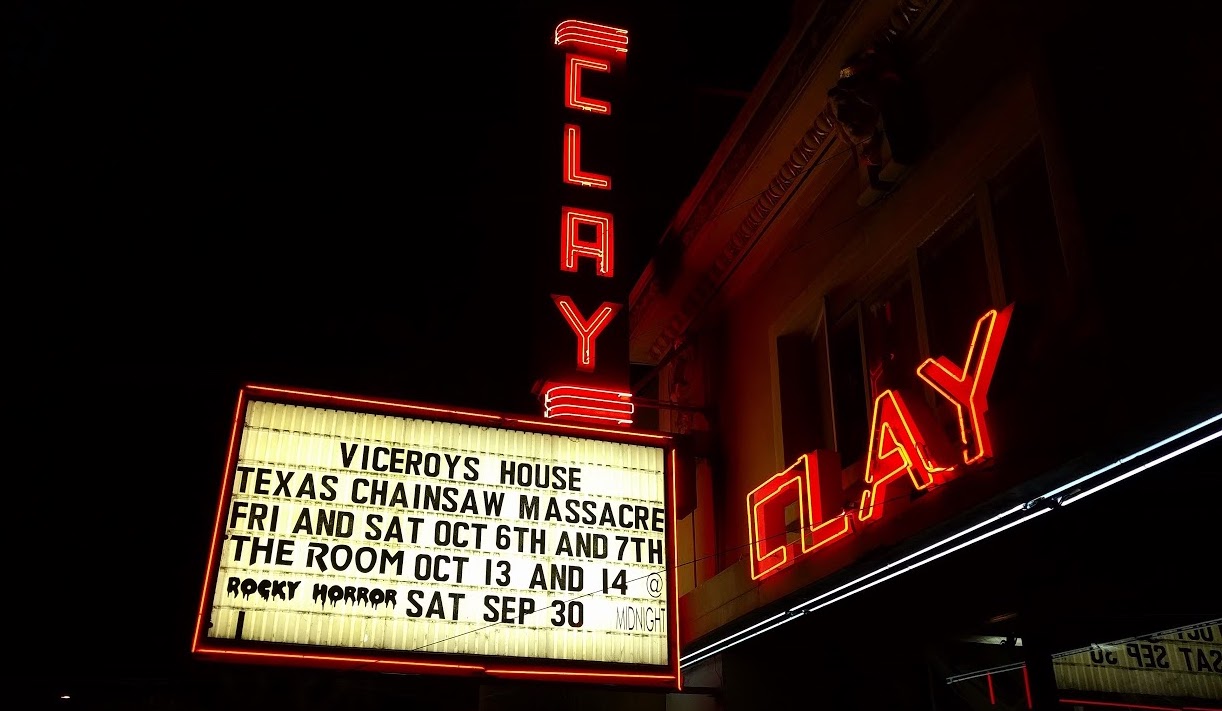 CLAY
VICEROYS HOUSE
TEXAS CHAINSAW MASSACRE
FRI AND SAT OCT 6TH AND 7TH
THE ROOM OCT 13 AND 14 @
ROCKY HORROR SAT SEP 30 MIDNIGHT
CLAY
SAT SEP 30